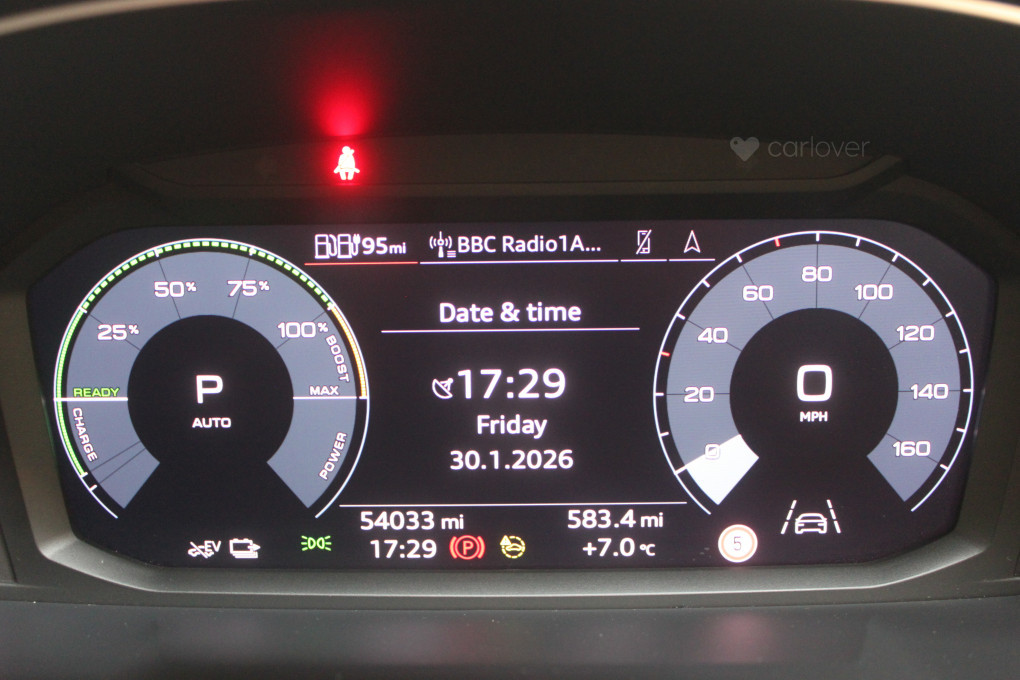 carlover
95mi
BBC Radio1A...
Date & time
17:29
Friday
30.1.2026
25%
50%
75%
100%
BOOST
MAX
READY
CHARGE
POWER
P
AUTO
0
20
40
60
80
100
120
140
160
0
MPH
54033 mi
583.4 mi
EV
17:29
P
+7.0 °C
5